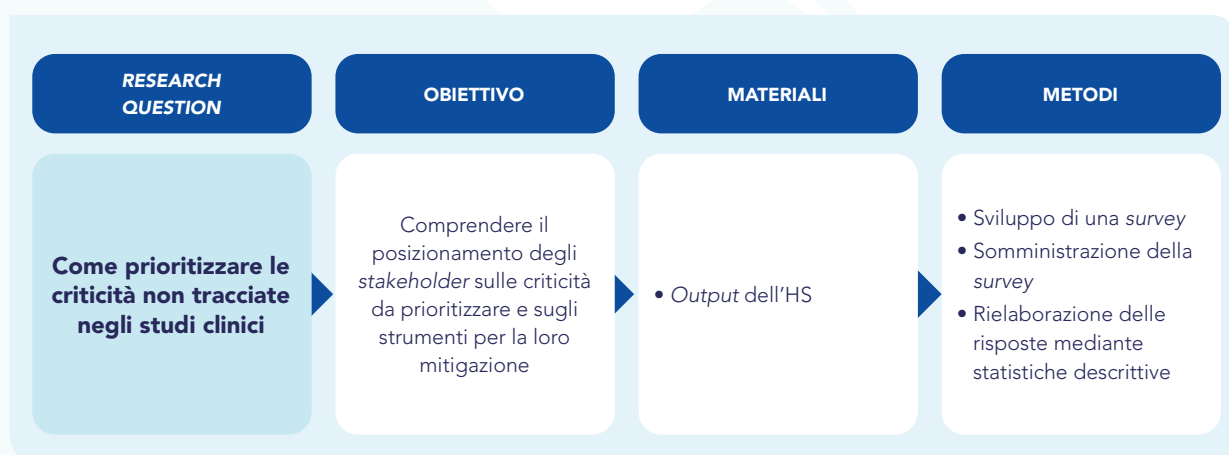 RESEARCH
QUESTION
Come prioritizzare le
criticità non tracciate
negli studi clinici
OBIETTIVO
Comprendere il
posizionamento degli
stakeholder sulle criticità
da prioritizzare e sugli
strumenti per la loro
mitigazione
MATERIALI
• Output dell'HS
METODI
• Sviluppo di una survey
• Somministrazione della
survey
• Rielaborazione delle
risposte mediante
statistiche descrittive